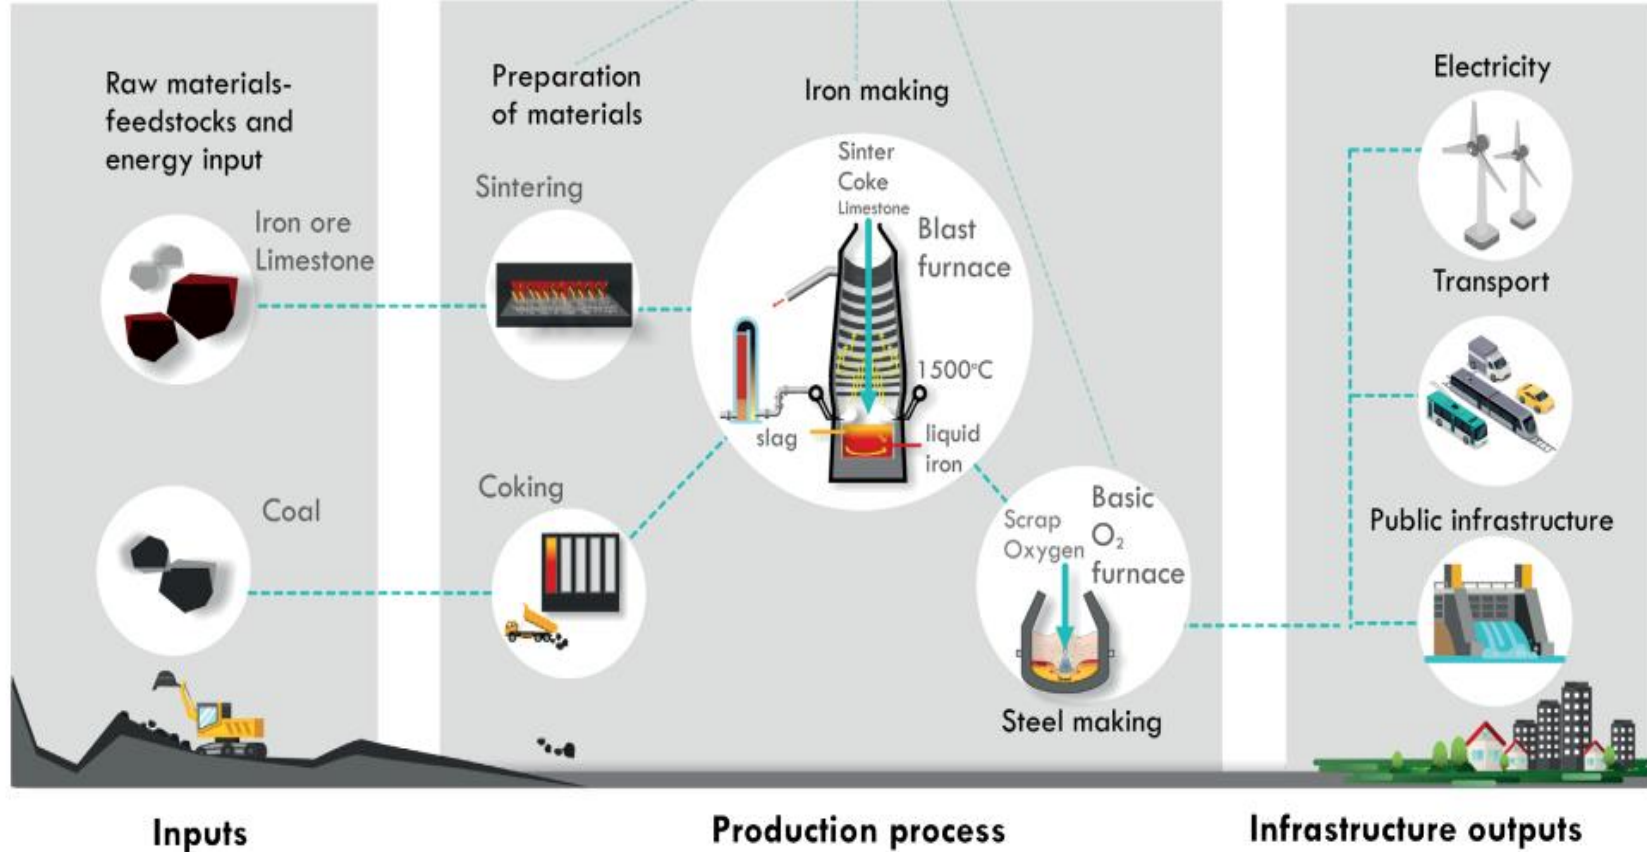 Raw materials-
feedstocks and
energy input
Iron ore
Limestone
Coal
Preparation
of materials
Sintering
Coking
Iron making
Sinter
Coke
Limestone
Blast
furnace
1500°C
slag
liquid
iron
Scrap
Oxygen
Basic
O₂
furnace
Steel making
Electricity
Transport
Public infrastructure
Inputs
Production process
Infrastructure outputs